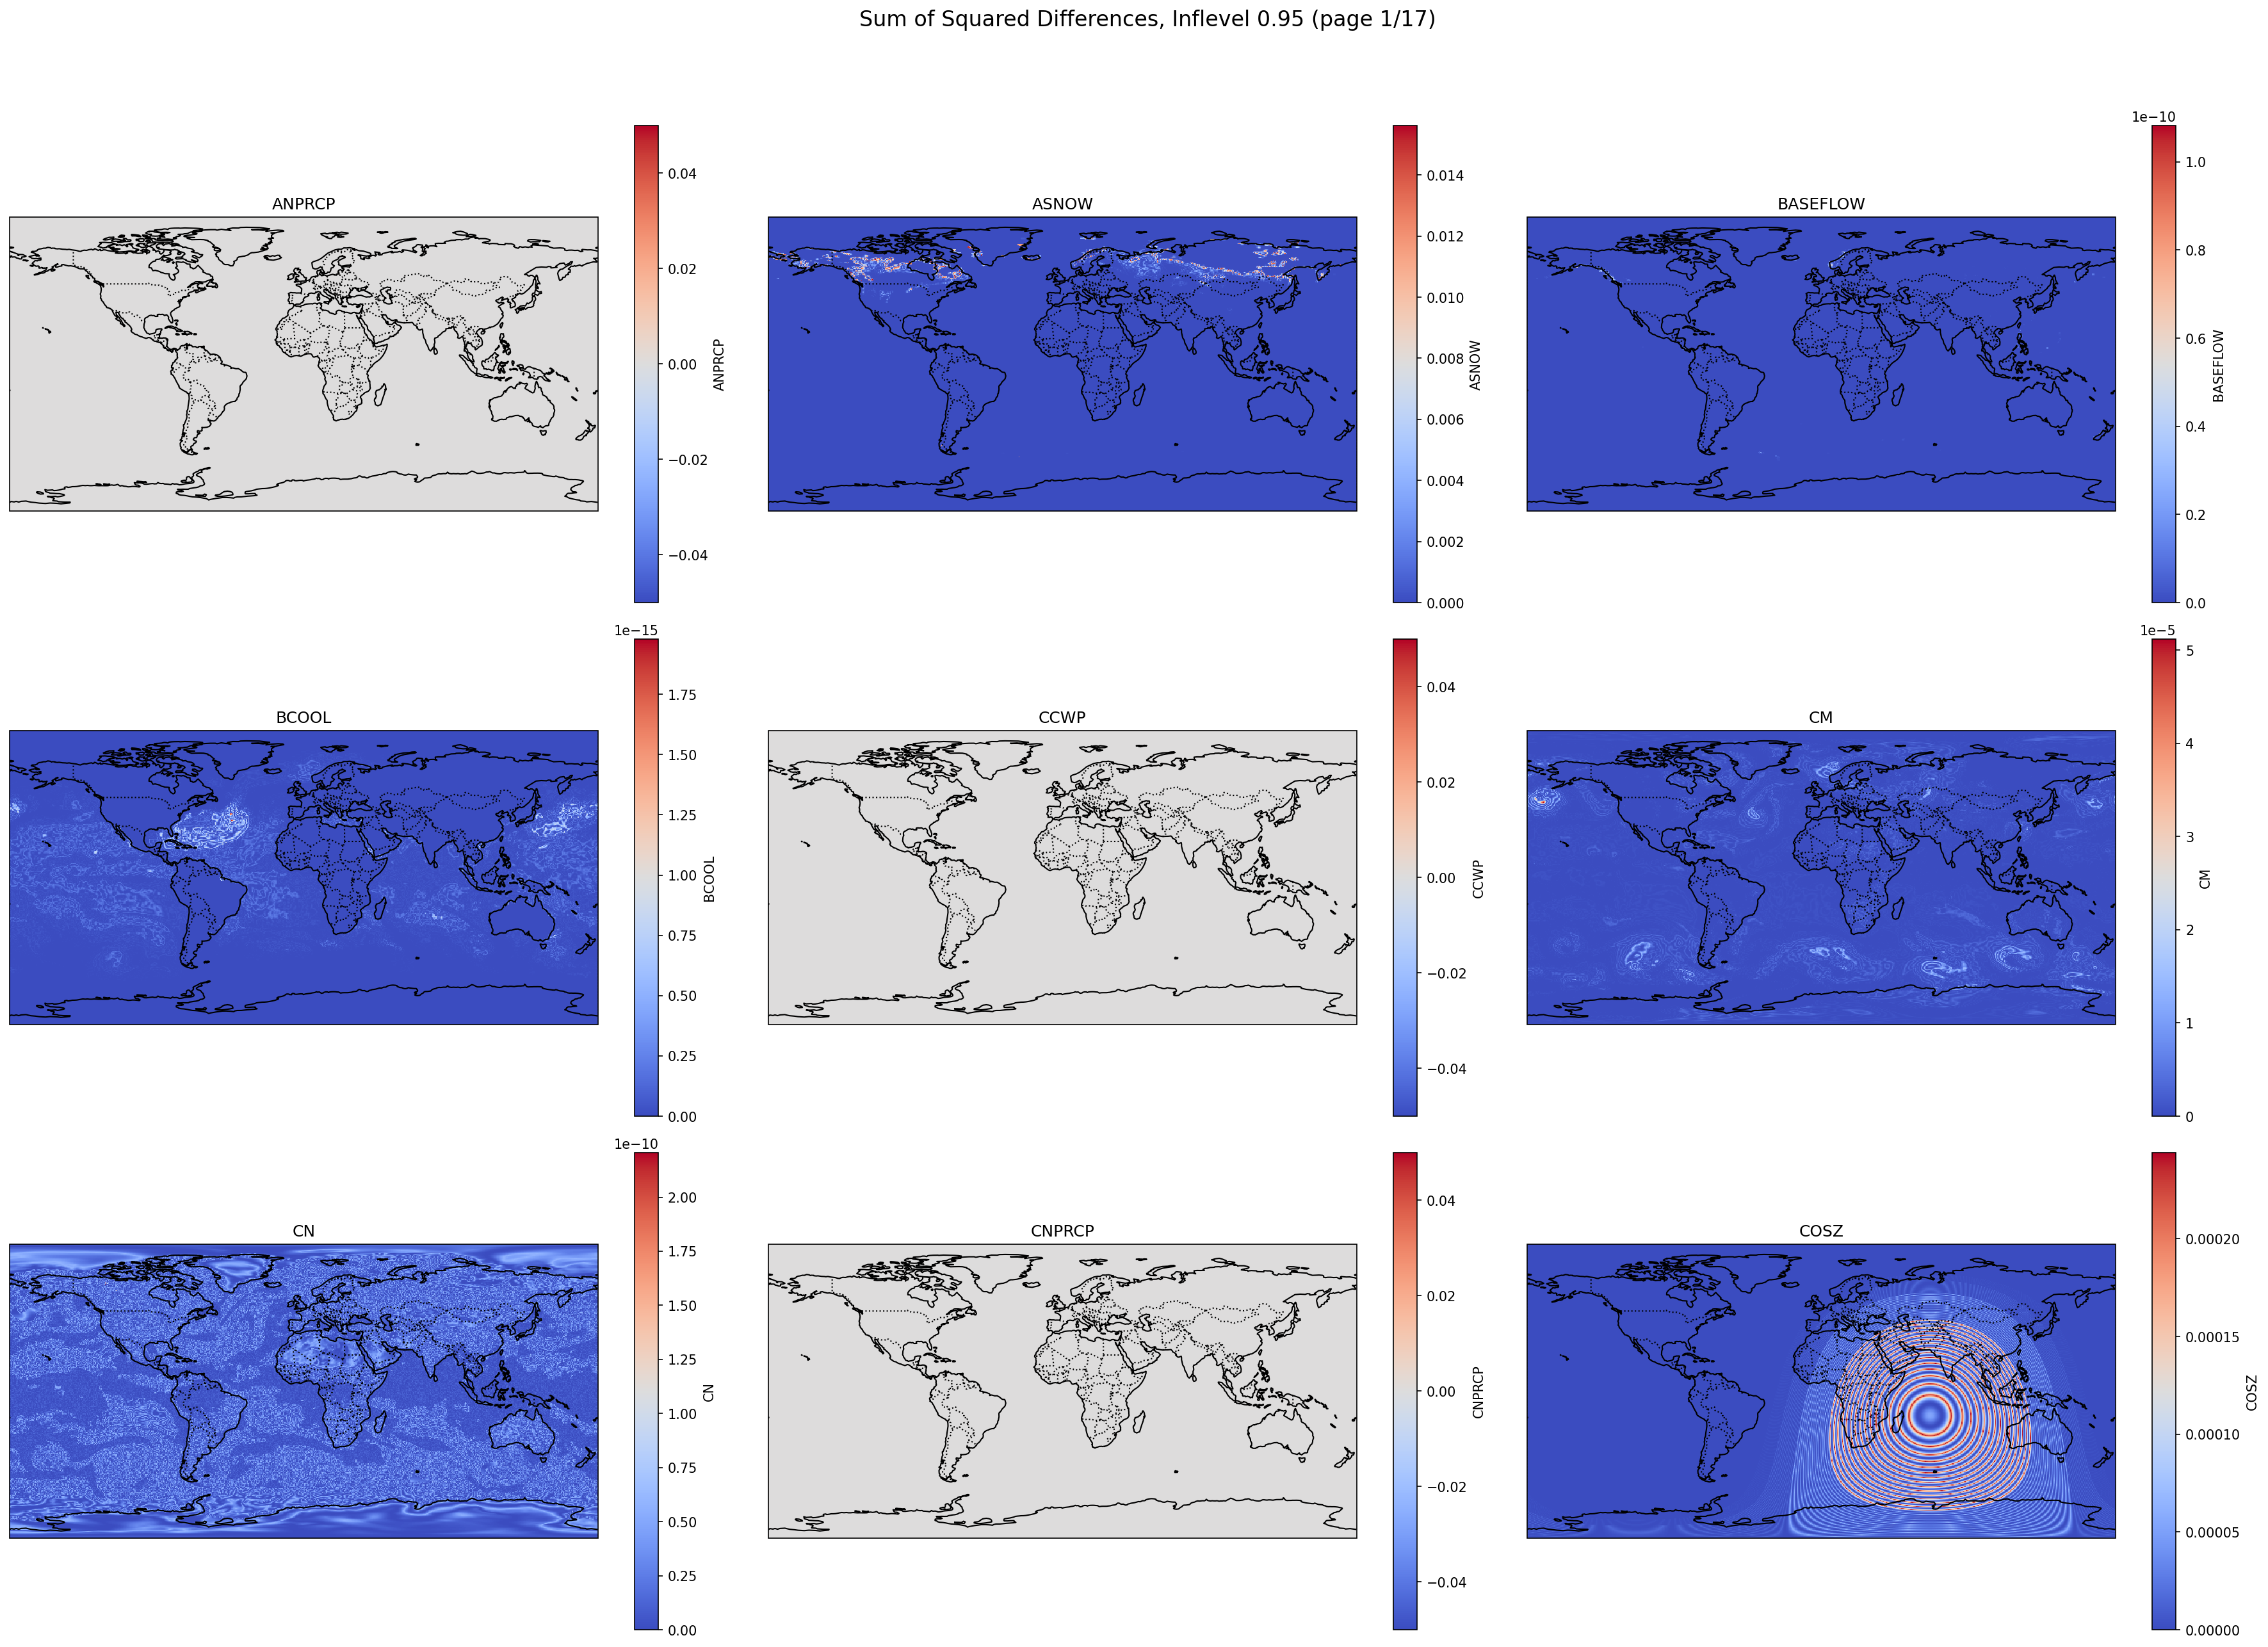 Sum of Squared Differences, Inflevel 0.95 (page 1/17)
ANPRCP
0.04
0.02
0.00
−0.02
−0.04
ANPRCP
ASNOW
0.014
0.012
0.010
0.008
0.006
0.004
0.002
0.000
ASNOW
BASEFLOW
1e−10
1.0
0.8
0.6
0.4
0.2
0.0
BASEFLOW
BCOOL
1e−15
1.75
1.50
1.25
1.00
0.75
0.50
0.25
0.00
BCOOL
CCWP
0.04
0.02
0.00
−0.02
−0.04
CCWP
CM
1e−5
5
4
3
2
1
0
CM
CN
1e−10
2.00
1.75
1.50
1.25
1.00
0.75
0.50
0.25
0.00
CN
CNPRCP
0.04
0.02
0.00
−0.02
−0.04
CNPRCP
COSZ
0.00020
0.00015
0.00010
0.00005
0.00000
COSZ